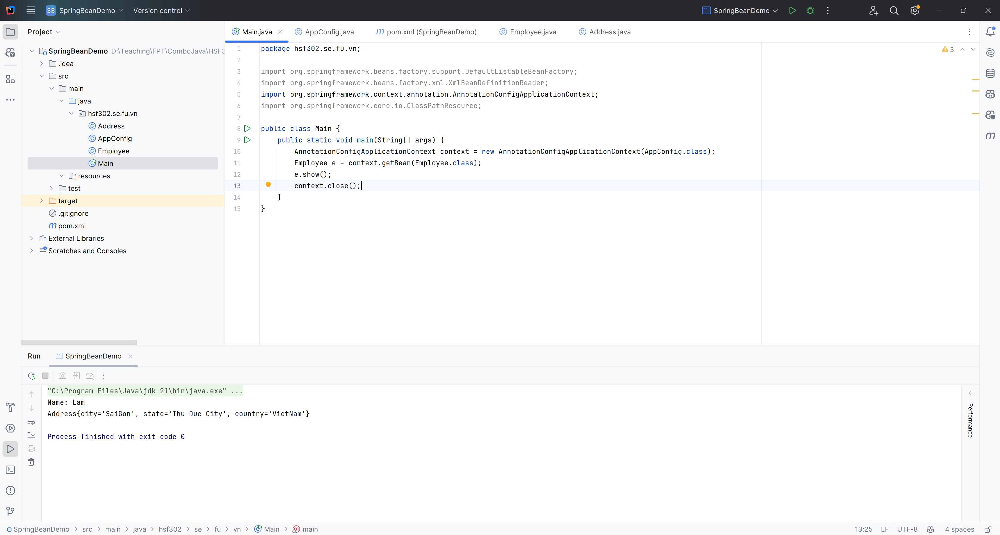 SB SpringBeanDemo Version control SpringBeanDemo
Project
Main.java AppConfig.java pom.xml (SpringBeanDemo) Employee.java Address.java
SpringBeanDemo D:\Teaching\FPT\ComboJava\HSF3
.idea
src
main
java
hsf302.se.fu.vn
Address
AppConfig
Employee
Main
resources
test
target
.gitignore
pom.xml
External Libraries
Scratches and Consoles
1 package hsf302.se.fu.vn;
2
3 import org.springframework.beans.factory.support.DefaultListableBeanFactory;
4 import org.springframework.beans.factory.xml.XmlBeanDefinitionReader;
5 import org.springframework.context.annotation.AnnotationConfigApplicationContext;
6 import org.springframework.core.io.ClassPathResource;
7
8 public class Main {
9 public static void main(String[] args) {
10 AnnotationConfigApplicationContext context = new AnnotationConfigApplicationContext(AppConfig.class);
11 Employee e = context.getBean(Employee.class);
12 e.show();
13 context.close();
14 }
15 }
3
Run SpringBeanDemo
"C:\Program Files\Java\jdk-21\bin\java.exe" ...
Name: Lam
Address{city='SaiGon', state='Thu Duc City', country='VietNam'}
Process finished with exit code 0
Performance
SpringBeanDemo > src > main > java > hsf302 > se > fu > vn > Main > main
13:25 LF UTF-8 4 spaces